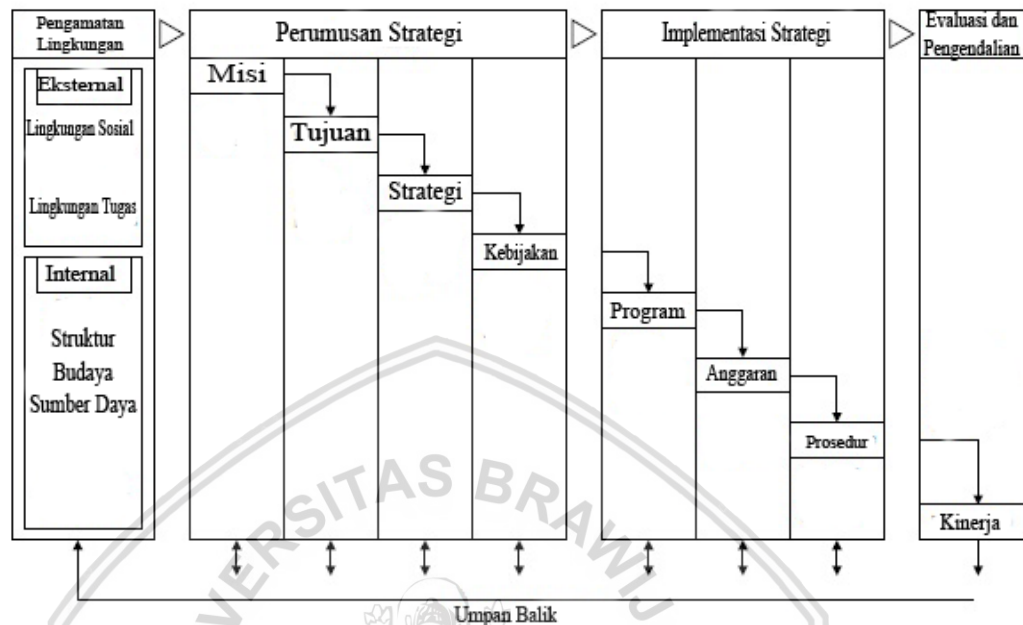 Pengamatan
Lingkungan
Perumusan Strategi
Implementasi Strategi
Evaluasi dan
Pengendalian
Eksternal
Lingkungan Sosial
Lingkungan Tugas
Internal
Struktur
Budaya
Sumber Daya
Misi
Tujuan
Strategi
Kebijakan
Program
Anggaran
Prosedur
Kinerja
Umpan Balik
VERSITAS BRAWIJ